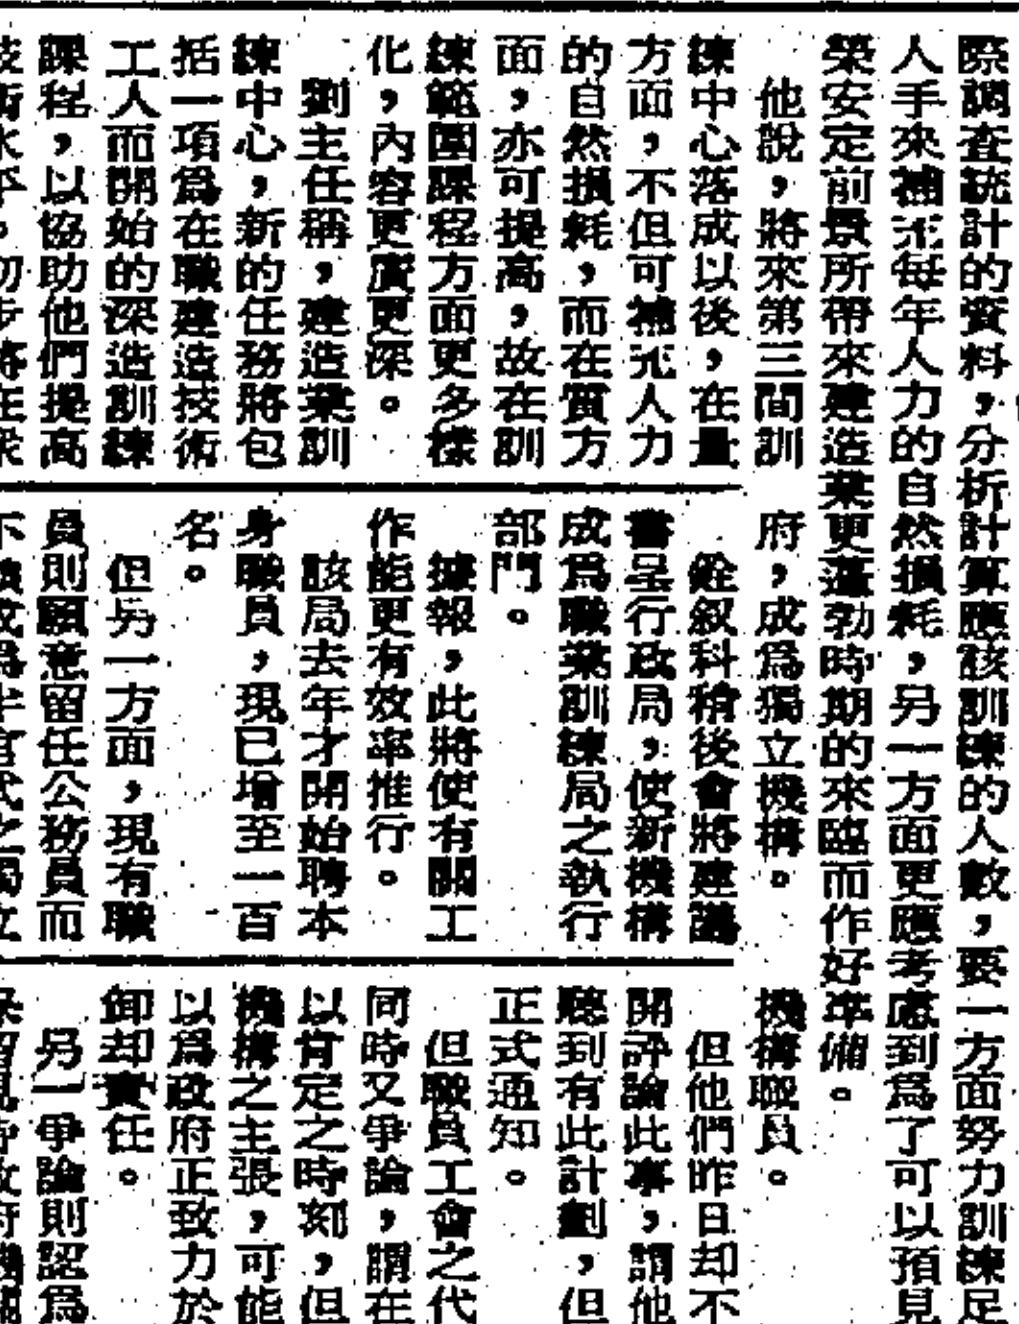 際調查統計的資料，分析計算應該訓練的人數，要一方面努力訓練足
人手來補充每年人力的自然損耗，另一方面更應考慮到爲了可以預見
榮安定前景所帶來建造業更蓬勃時期的來臨而作好準備。
他說，將來第三間訓
練中心落成以後，在量
方面，不但可補充人力
的自然損耗，而在質方
面，亦可提高，故在訓
練範圍課程方面更多樣
化，內容更廣更深。
劉主任稱，建造業訓
練中心，新的任務將包
括一項爲在職建造技術
工人而開始的深造訓練
課程，以協助他們提高
府，成爲獨立機構。
銓叙科稍後會將建議
書呈行政局，使新機構
成爲職業訓練局之執行
部門。
據報，此將使有關工
作能更有效率推行。
該局去年才開始聘本
身職員，現已增至一百
名。
但另一方面，現有職
員則願意留任公務員而
機構職員。
但他們昨日却不
開評論此事，謂他
聽到有此計劃，但
正式通知。
但職員工會之代
同時又爭論，謂在
以肯定之時刻，但
機構之主張，可能
以爲政府正致力於
卸却責任。
另一爭論則認爲